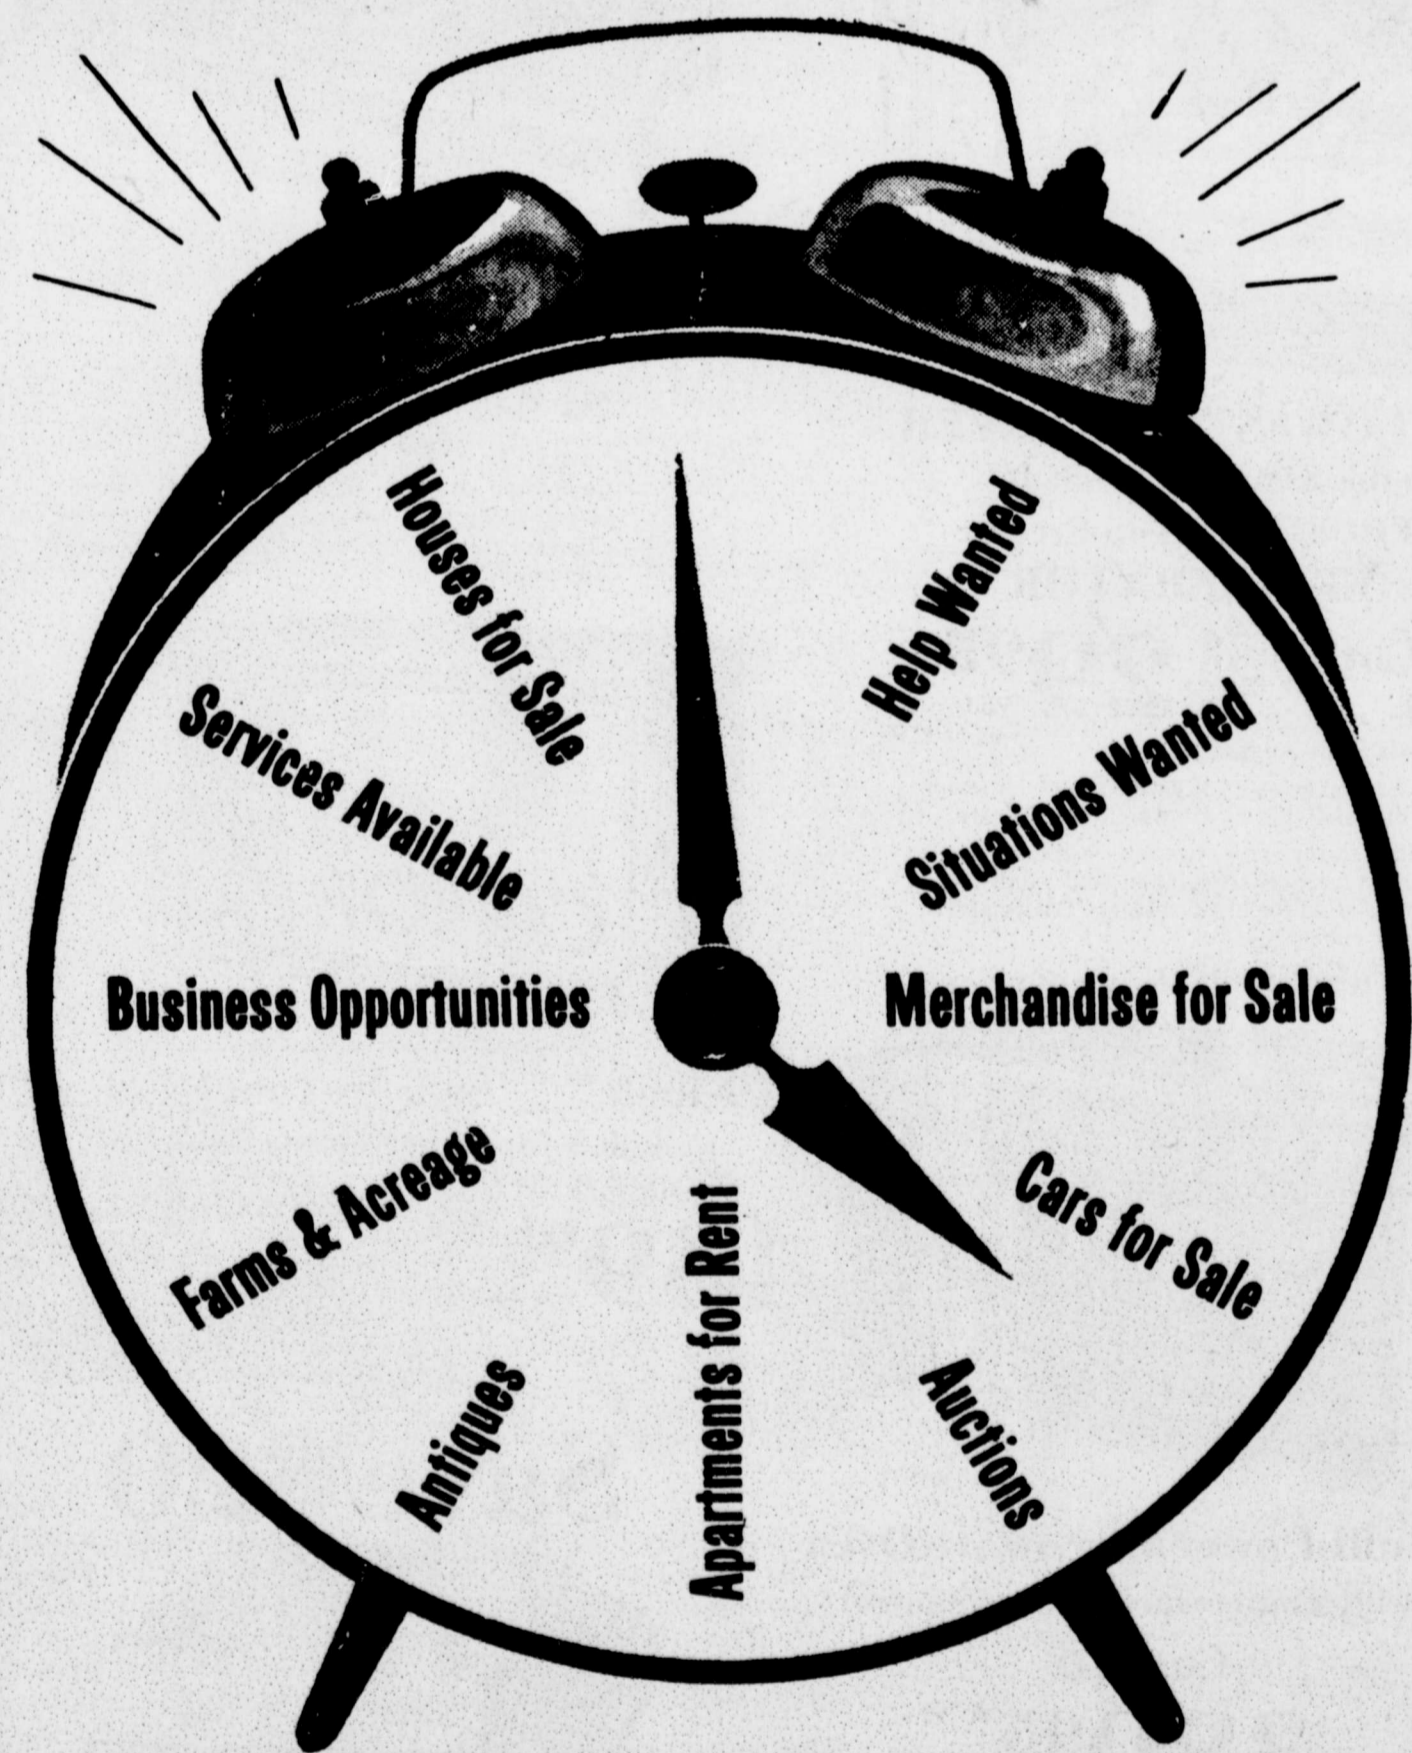 Help Wanted
Situations Wanted
Merchandise for Sale
Cars for Sale
Auctions
Apartments for Rent
Antiques
Farms & Acreage
Business Opportunities
Services Available
Houses for Sale